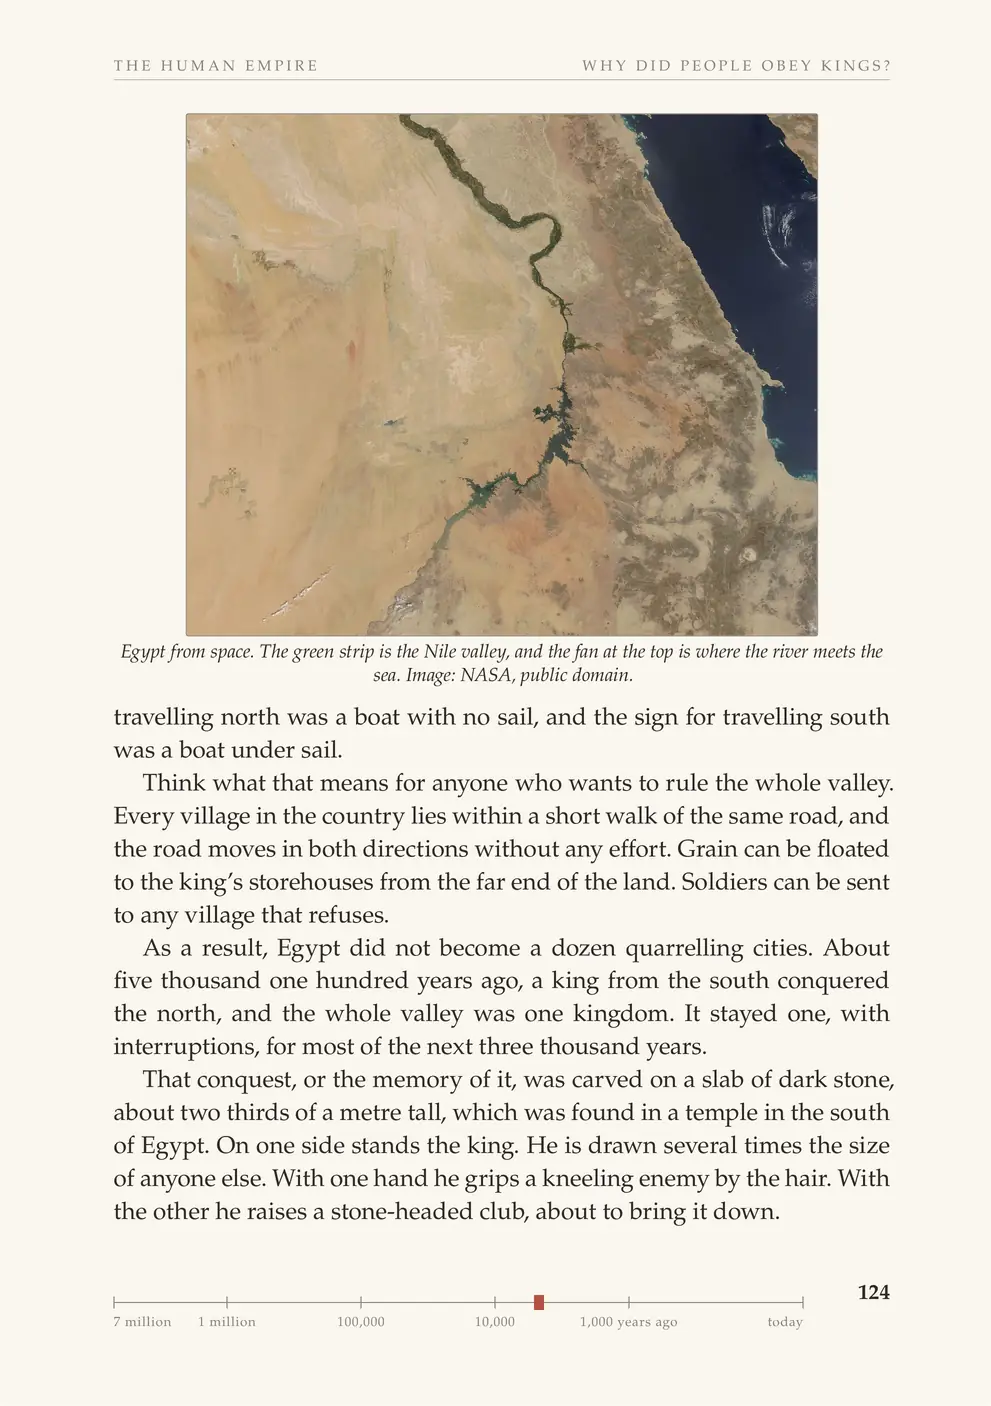 THE HUMAN EMPIRE
WHY DID PEOPLE OBEY KINGS?
Egypt from space. The green strip is the Nile valley, and the fan at the top is where the river meets the
sea. Image: NASA, public domain.
travelling north was a boat with no sail, and the sign for travelling south
was a boat under sail.
Think what that means for anyone who wants to rule the whole valley.
Every village in the country lies within a short walk of the same road, and
the road moves in both directions without any effort. Grain can be floated
to the king's storehouses from the far end of the land. Soldiers can be sent
to any village that refuses.
As a result, Egypt did not become a dozen quarrelling cities. About
five thousand one hundred years ago, a king from the south conquered
the north, and the whole valley was one kingdom. It stayed one, with
interruptions, for most of the next three thousand years.
That conquest, or the memory of it, was carved on a slab of dark stone,
about two thirds of a metre tall, which was found in a temple in the south
of Egypt. On one side stands the king. He is drawn several times the size
of anyone else. With one hand he grips a kneeling enemy by the hair. With
the other he raises a stone-headed club, about to bring it down.
124
7 million 1 million 100,000 10,000 1,000 years ago today